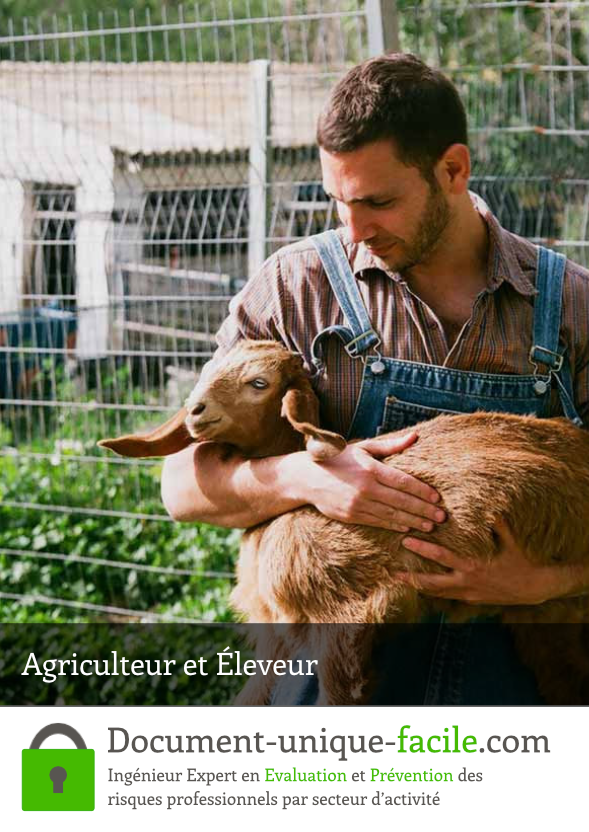 Agriculteur et Éleveur
Document-unique-facile.com
Ingénieur Expert en Evaluation et Prévention des
risques professionnels par secteur d'activité